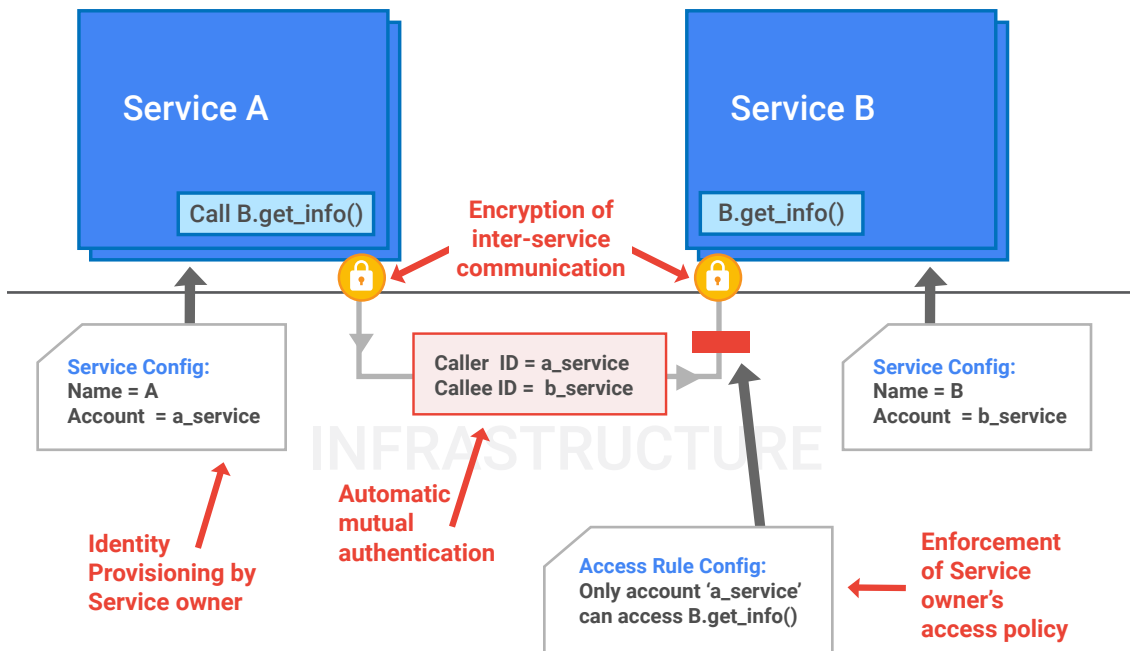 Service A
Call B.get_info()
Service B
B.get_info()
Encryption of
inter-service
communication
Service Config:
Name = A
Account = a_service
Caller ID = a_service
Callee ID = b_service
Service Config:
Name = B
Account = b_service
INFRASTRUCTURE
Identity
Provisioning by
Service owner
Automatic
mutual
authentication
Access Rule Config:
Only account ‘a_service’
can access B.get_info()
Enforcement
of Service
owner’s
access policy